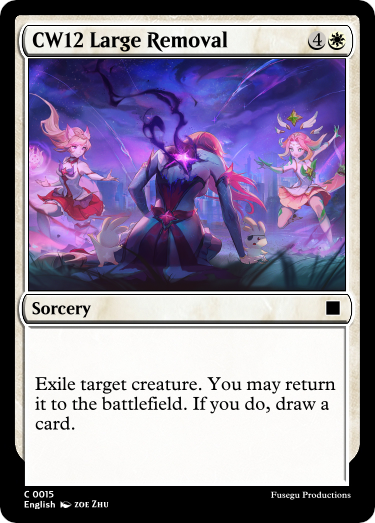 CW12 Large Removal 4
Sorcery
Exile target creature. You may return
it to the battlefield. If you do, draw a
card.
C 0015
Fusegu Productions
English ZOE ZHU